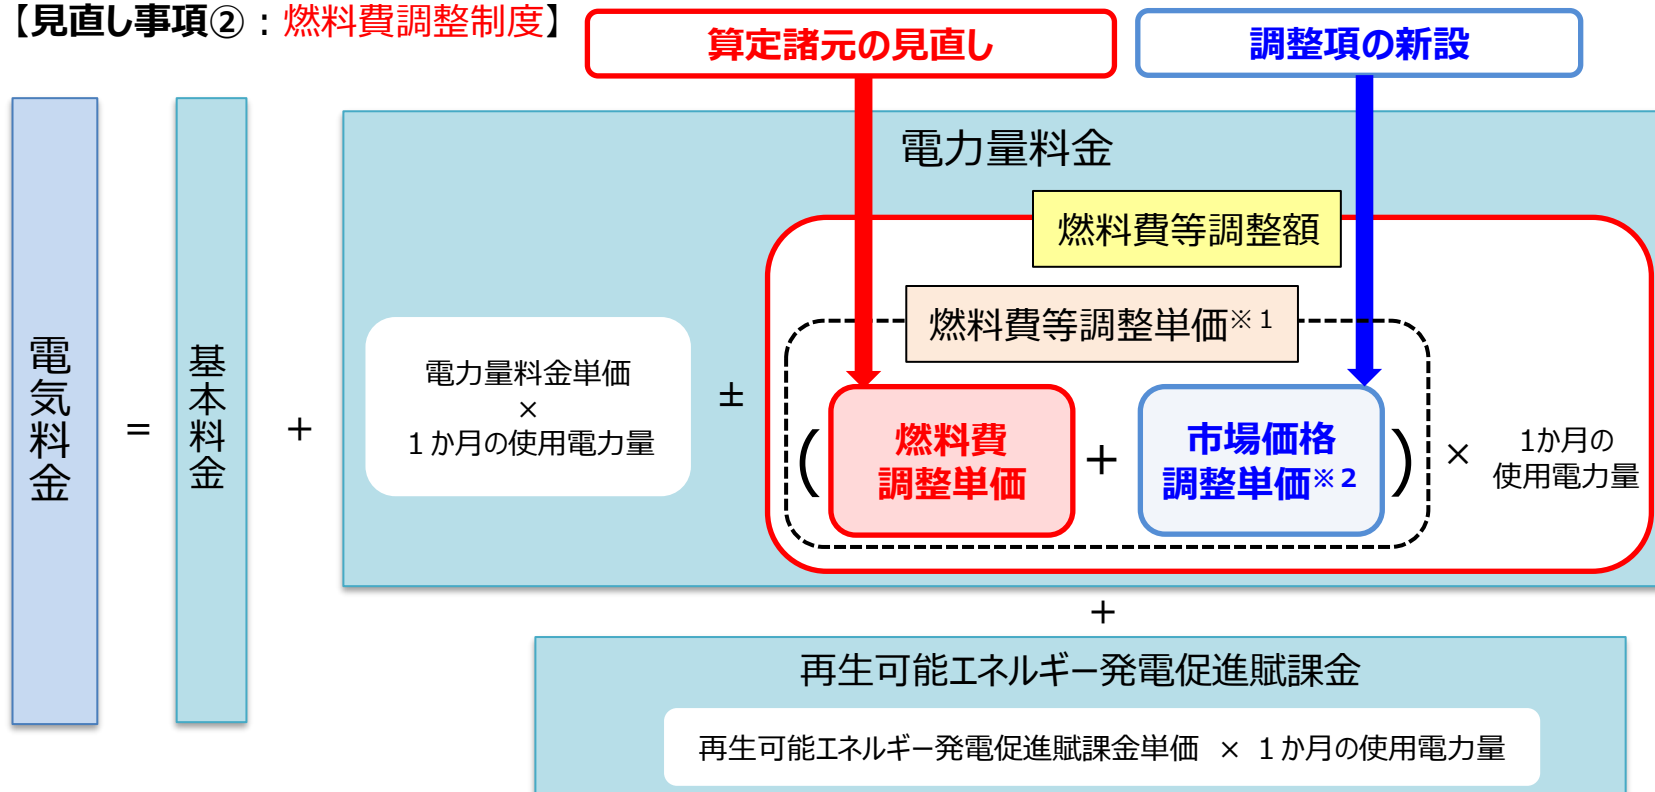 【見直し事項②：燃料費調整制度】
算定諸元の見直し
調整項の新設
電気料金
=
基本料金
+
電力量料金
電力量料金単価
×
１か月の使用電力量
±
燃料費等調整額
燃料費等調整単価※１
(
燃料費
調整単価
+
市場価格
調整単価※２
)
×
1か月の
使用電力量
+
再生可能エネルギー発電促進賦課金
再生可能エネルギー発電促進賦課金単価 × １か月の使用電力量